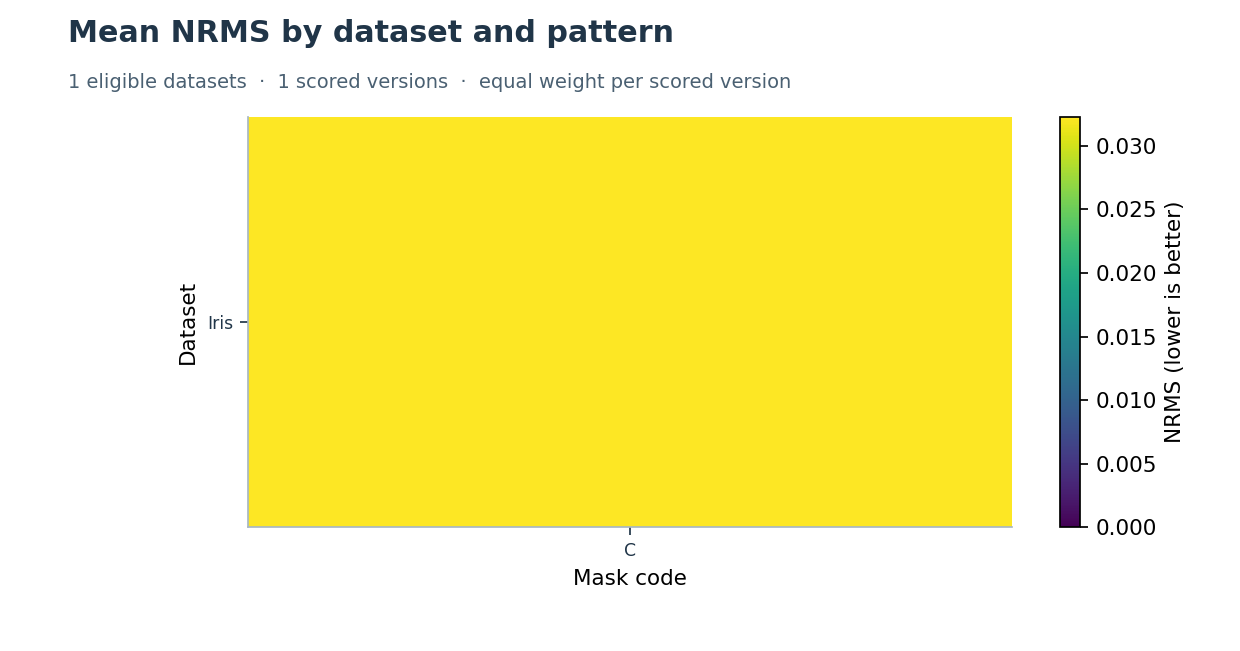 Mean NRMS by dataset and pattern
1 eligible datasets · 1 scored versions · equal weight per scored version
Dataset
Iris
C
Mask code
0.030
0.025
0.020
0.015
0.010
0.005
0.000
NRMS (lower is better)